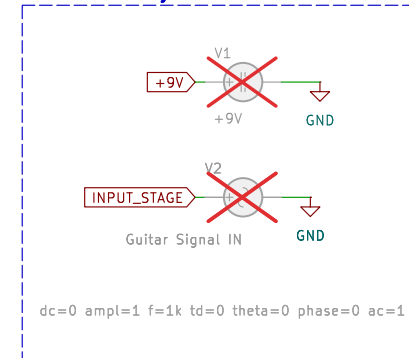 V1
+9V
+9V
GND
V2
INPUT_STAGE
Guitar Signal IN
GND
dc=0 ampl=1 f=1k td=0 theta=0 phase=0 ac=1